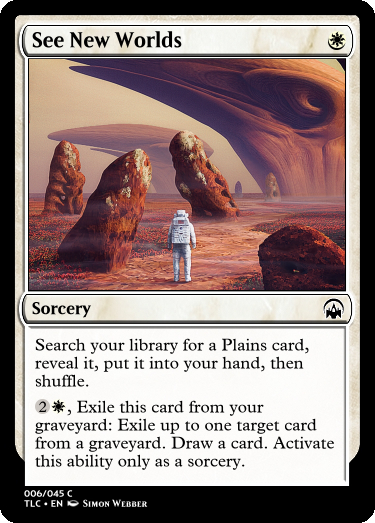 See New Worlds
Sorcery
Search your library for a Plains card,
reveal it, put it into your hand, then
shuffle.
2, Exile this card from your
graveyard: Exile up to one target card
from a graveyard. Draw a card. Activate
this ability only as a sorcery.
006/045 C
TLC • EN Simon Webber